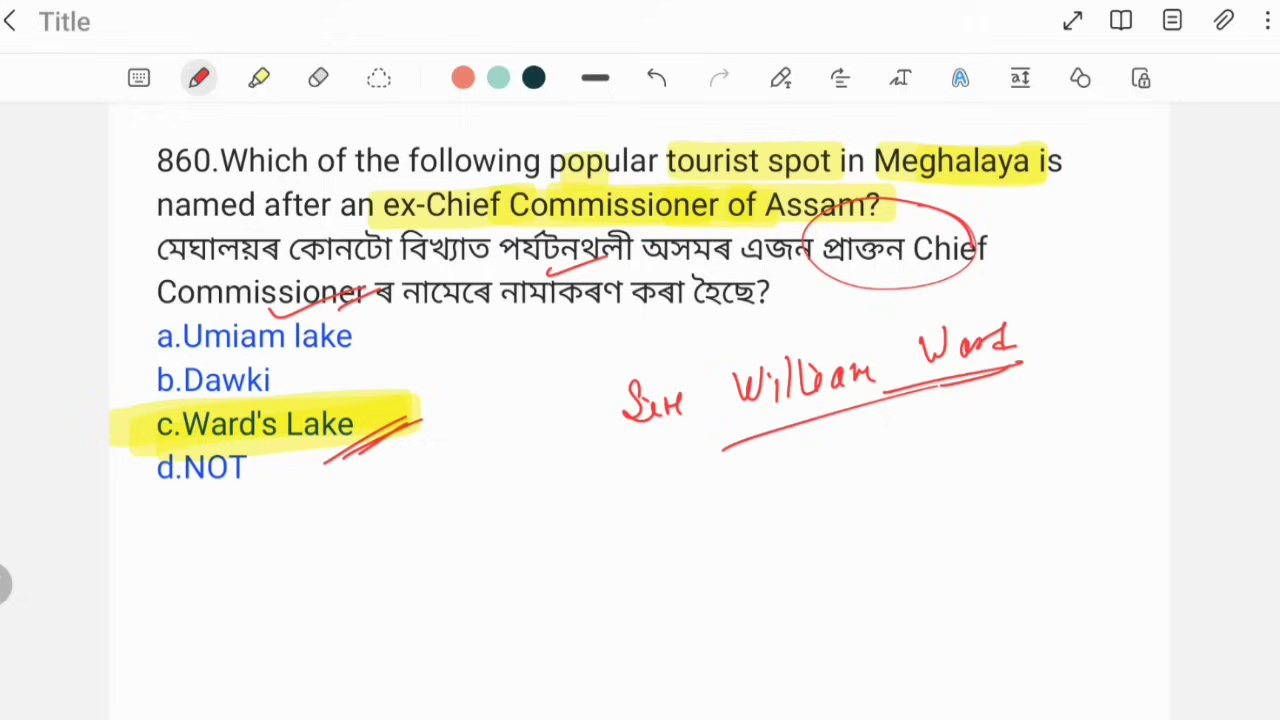 Title
860.Which of the following popular tourist spot in Meghalaya is
named after an ex-Chief Commissioner of Assam?
মেঘালয়ৰ কোনটো বিখ্যাত পৰ্যটনথলী অসমৰ এজন প্ৰাক্তন Chief
Commissioner ৰ নামেৰে নামাকৰণ কৰা হৈছে?
a.Umiam lake
b.Dawki
c.Ward's Lake
d.NOT
William Ward